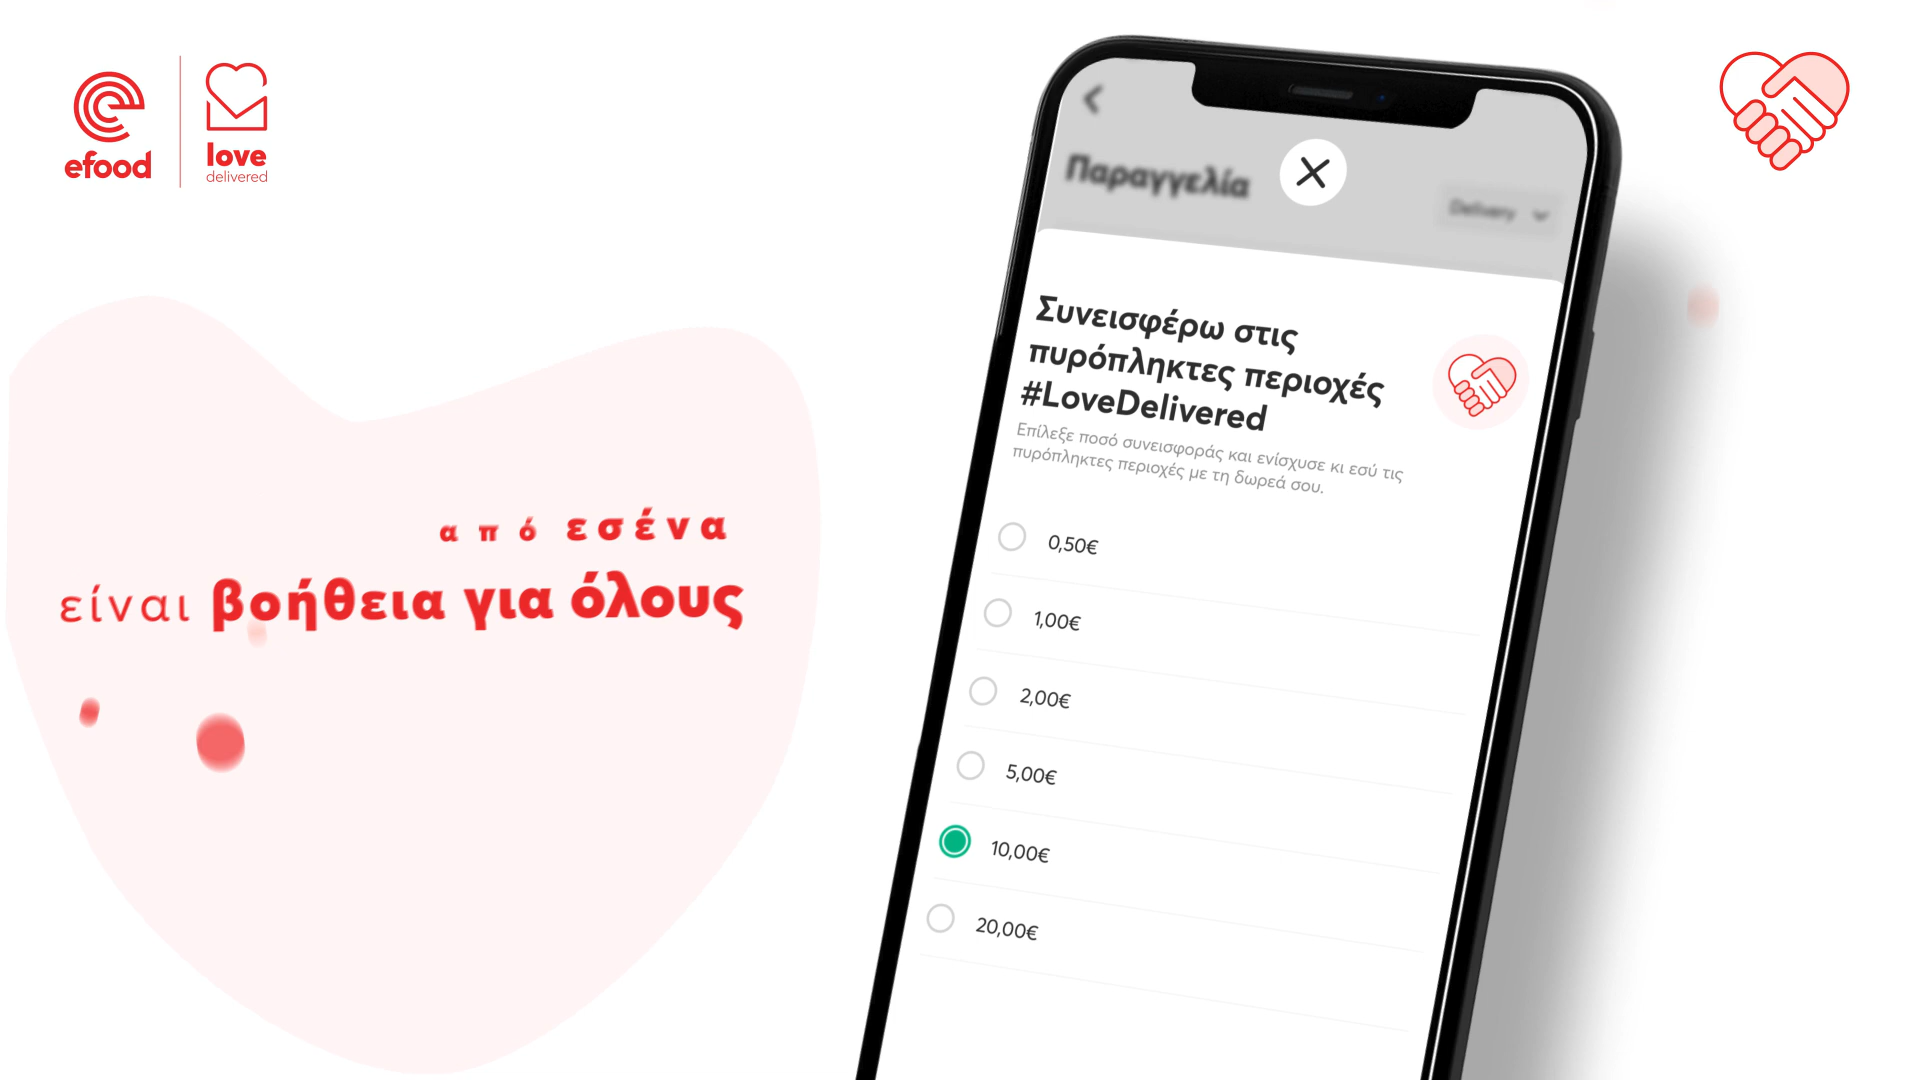 efood
love
delivered
από εσένα
είναι βοήθεια για όλους
Παραγγελία
Delivery
Συνεισφέρω στις
πυρόπληκτες περιοχές
#LoveDelivered
Επίλεξε ποσό συνεισφοράς και ενίσχυσε κι εσύ τις
πυρόπληκτες περιοχές με τη δωρεά σου.
0,50€
1,00€
2,00€
5,00€
10,00€
20,00€